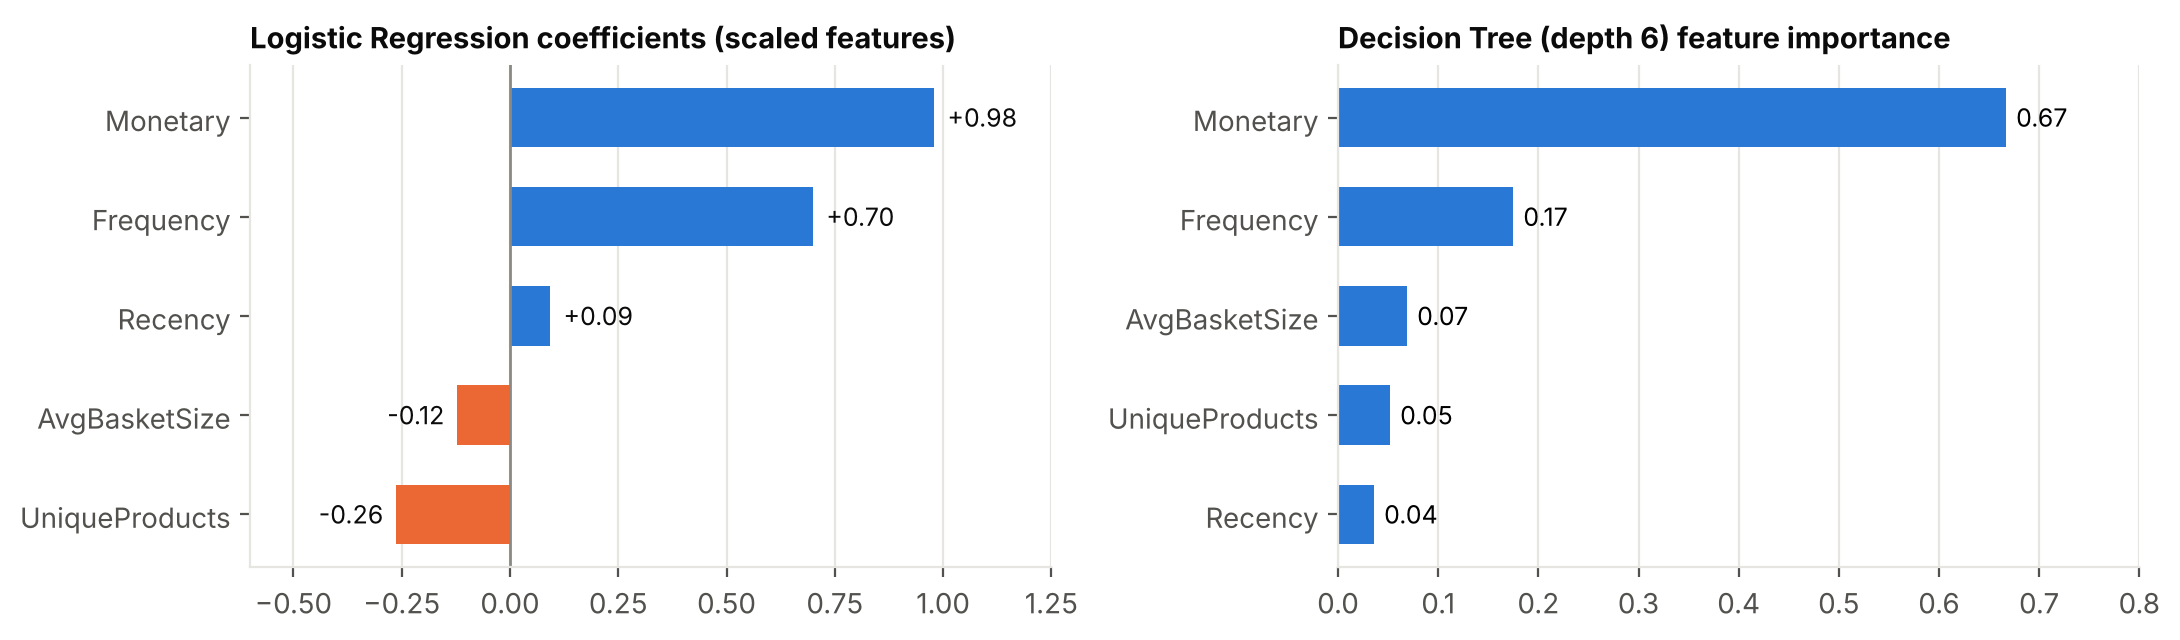 Logistic Regression coefficients (scaled features)
Monetary
+0.98
Frequency
+0.70
Recency
+0.09
AvgBasketSize
-0.12
UniqueProducts
-0.26
−0.50 −0.25 0.00 0.25 0.50 0.75 1.00 1.25
Decision Tree (depth 6) feature importance
Monetary
0.67
Frequency
0.17
AvgBasketSize
0.07
UniqueProducts
0.05
Recency
0.04
0.0 0.1 0.2 0.3 0.4 0.5 0.6 0.7 0.8